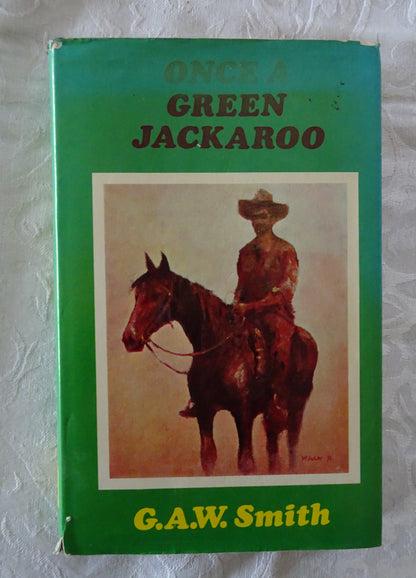 ONCE A
GREEN
JACKAROO
G.A.W. Smith